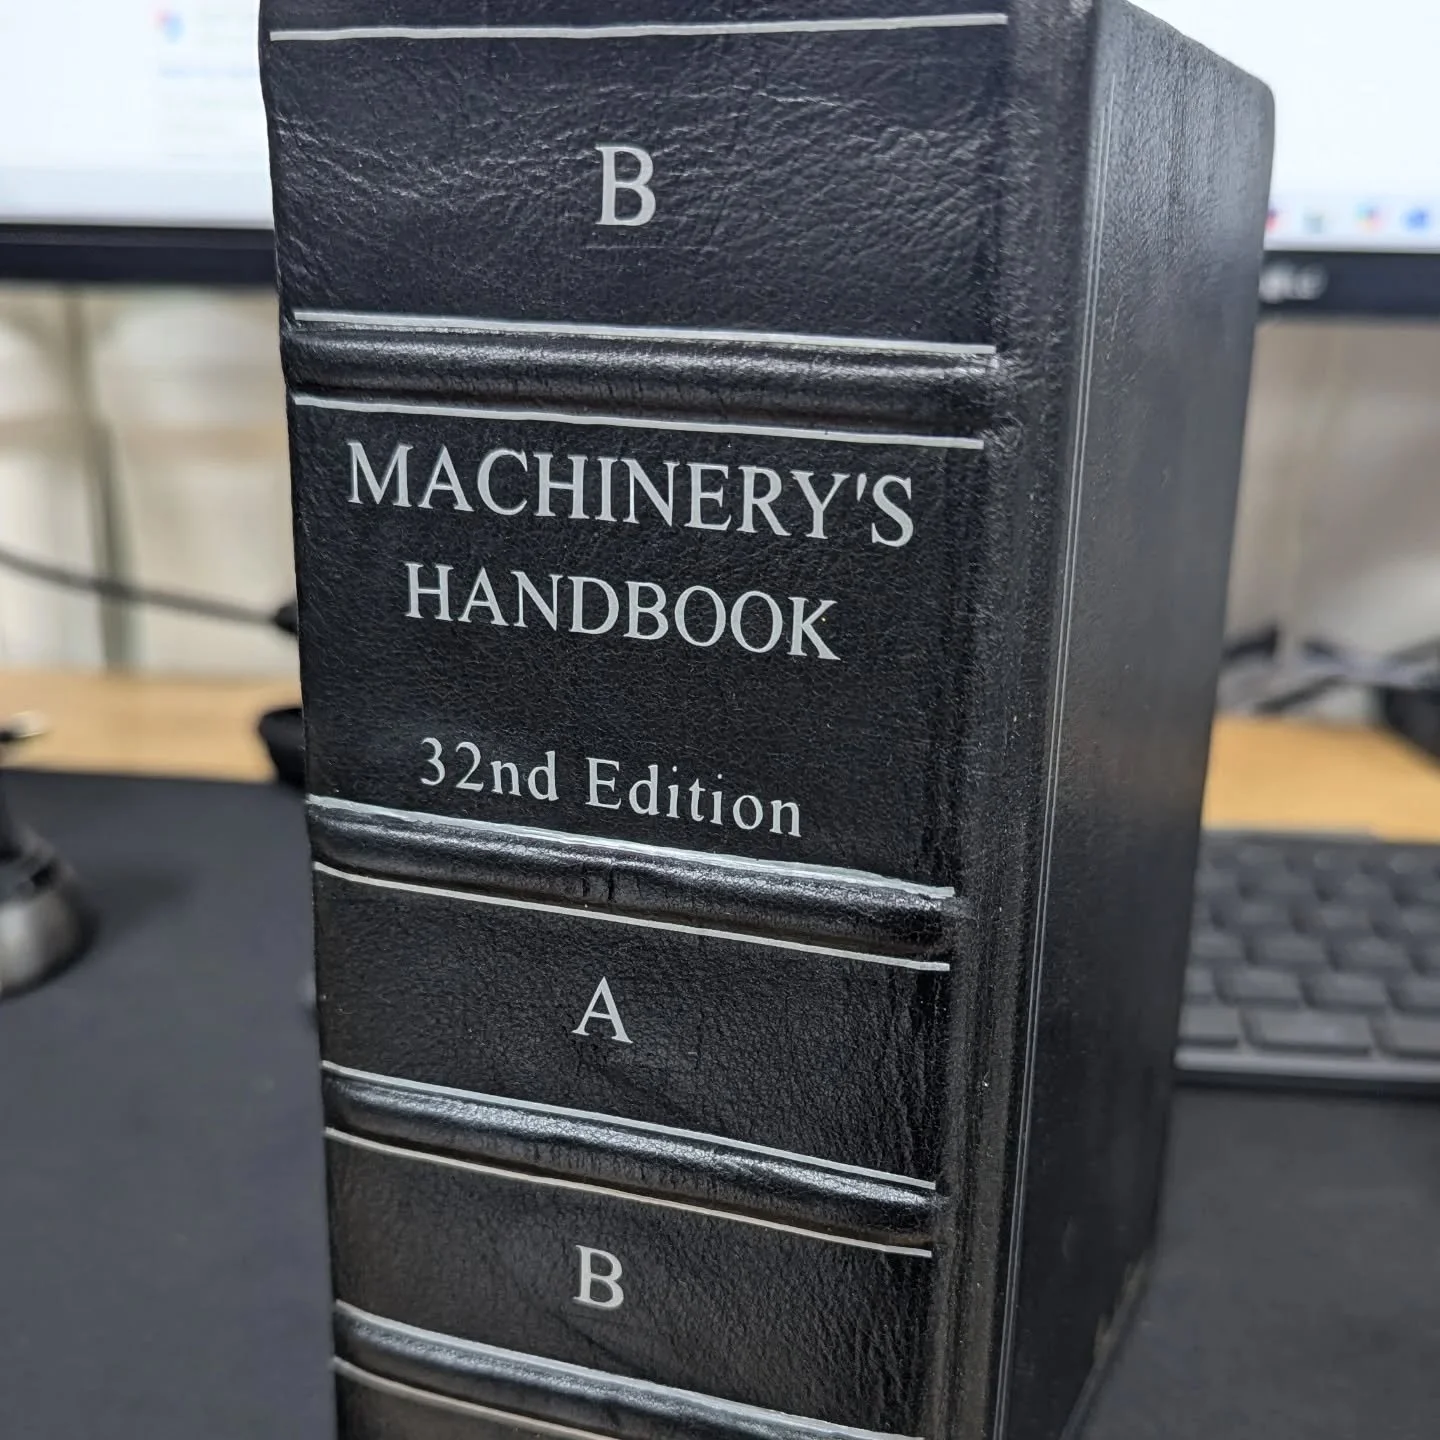 B
MACHINERY'S
HANDBOOK
32nd Edition
A
B